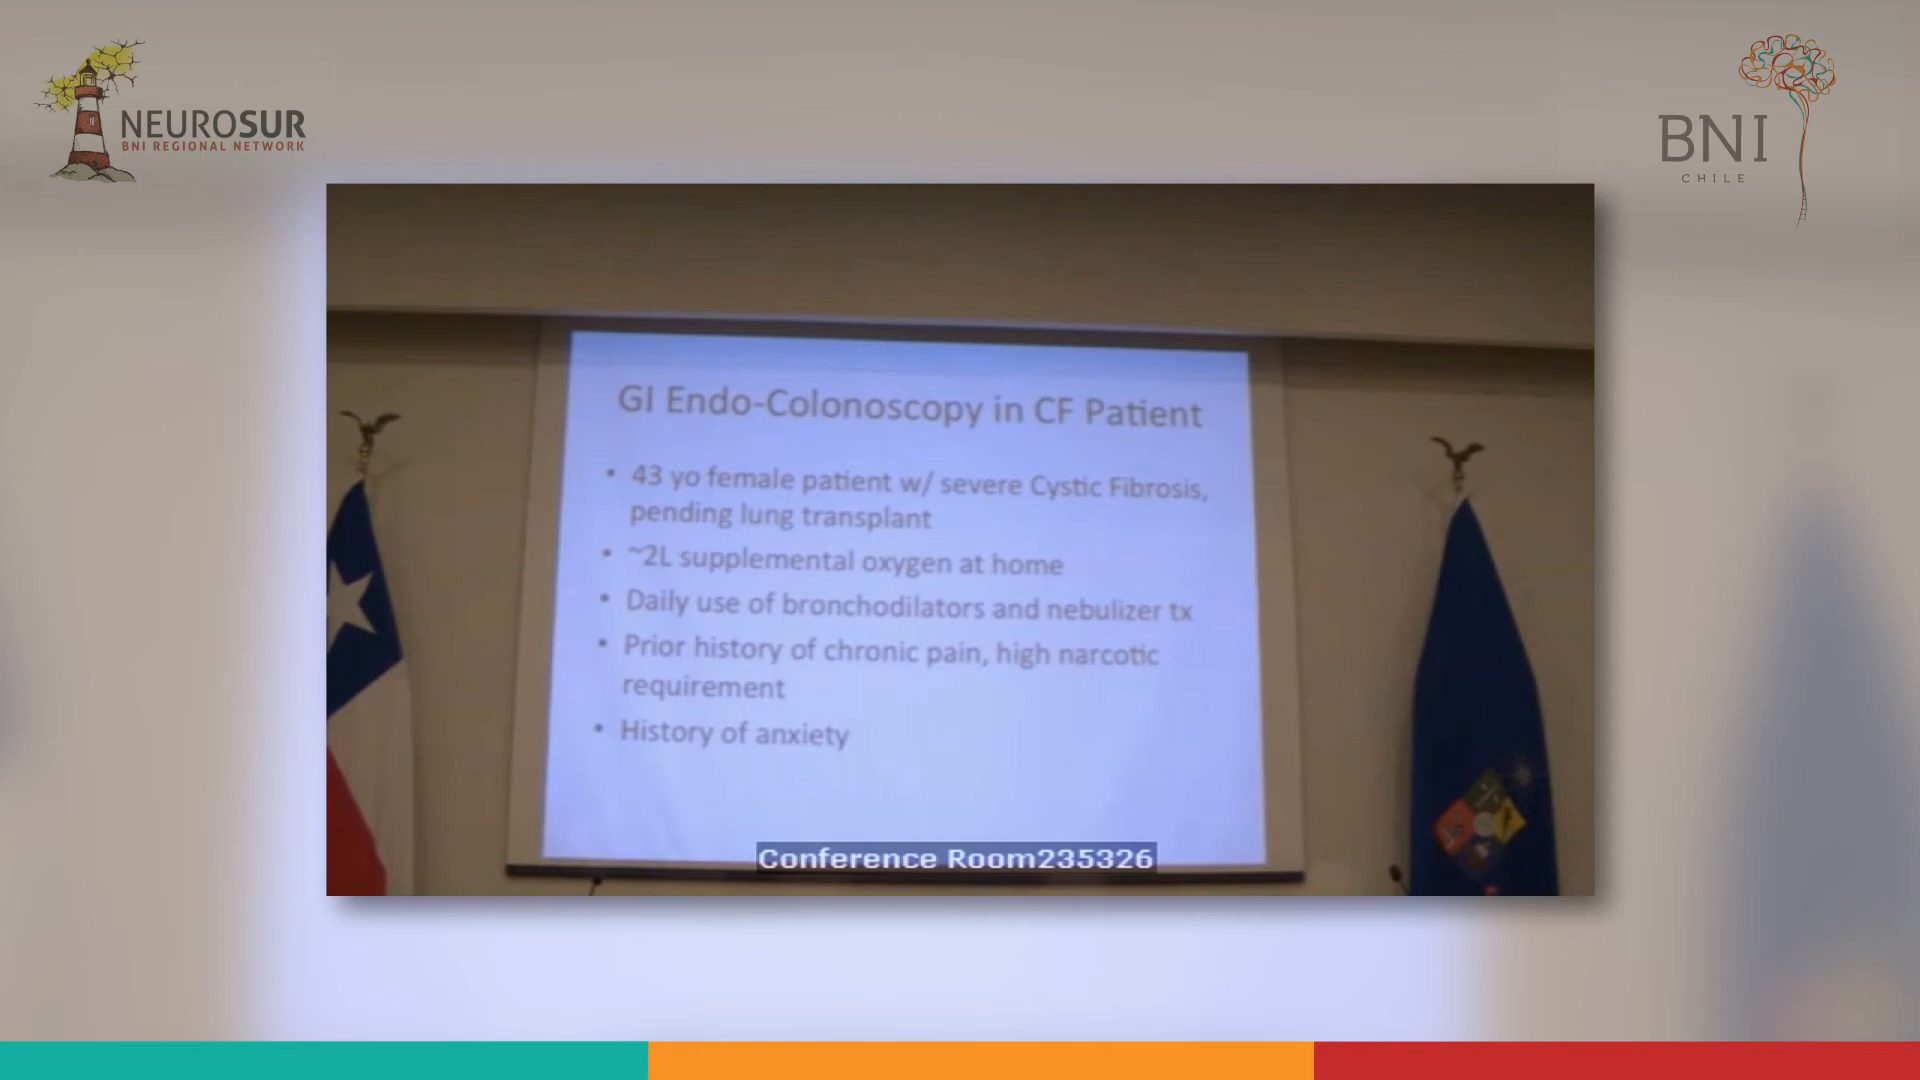 NEUROSUR
BNI REGIONAL NETWORK
BNI
CHILE
GI Endo-Colonoscopy in CF Patient
• 43 yo female patient w/ severe Cystic Fibrosis,
pending lung transplant
• ~2L supplemental oxygen at home
• Daily use of bronchodilators and nebulizer tx
• Prior history of chronic pain, high narcotic
requirement
• History of anxiety
Conference Room235326